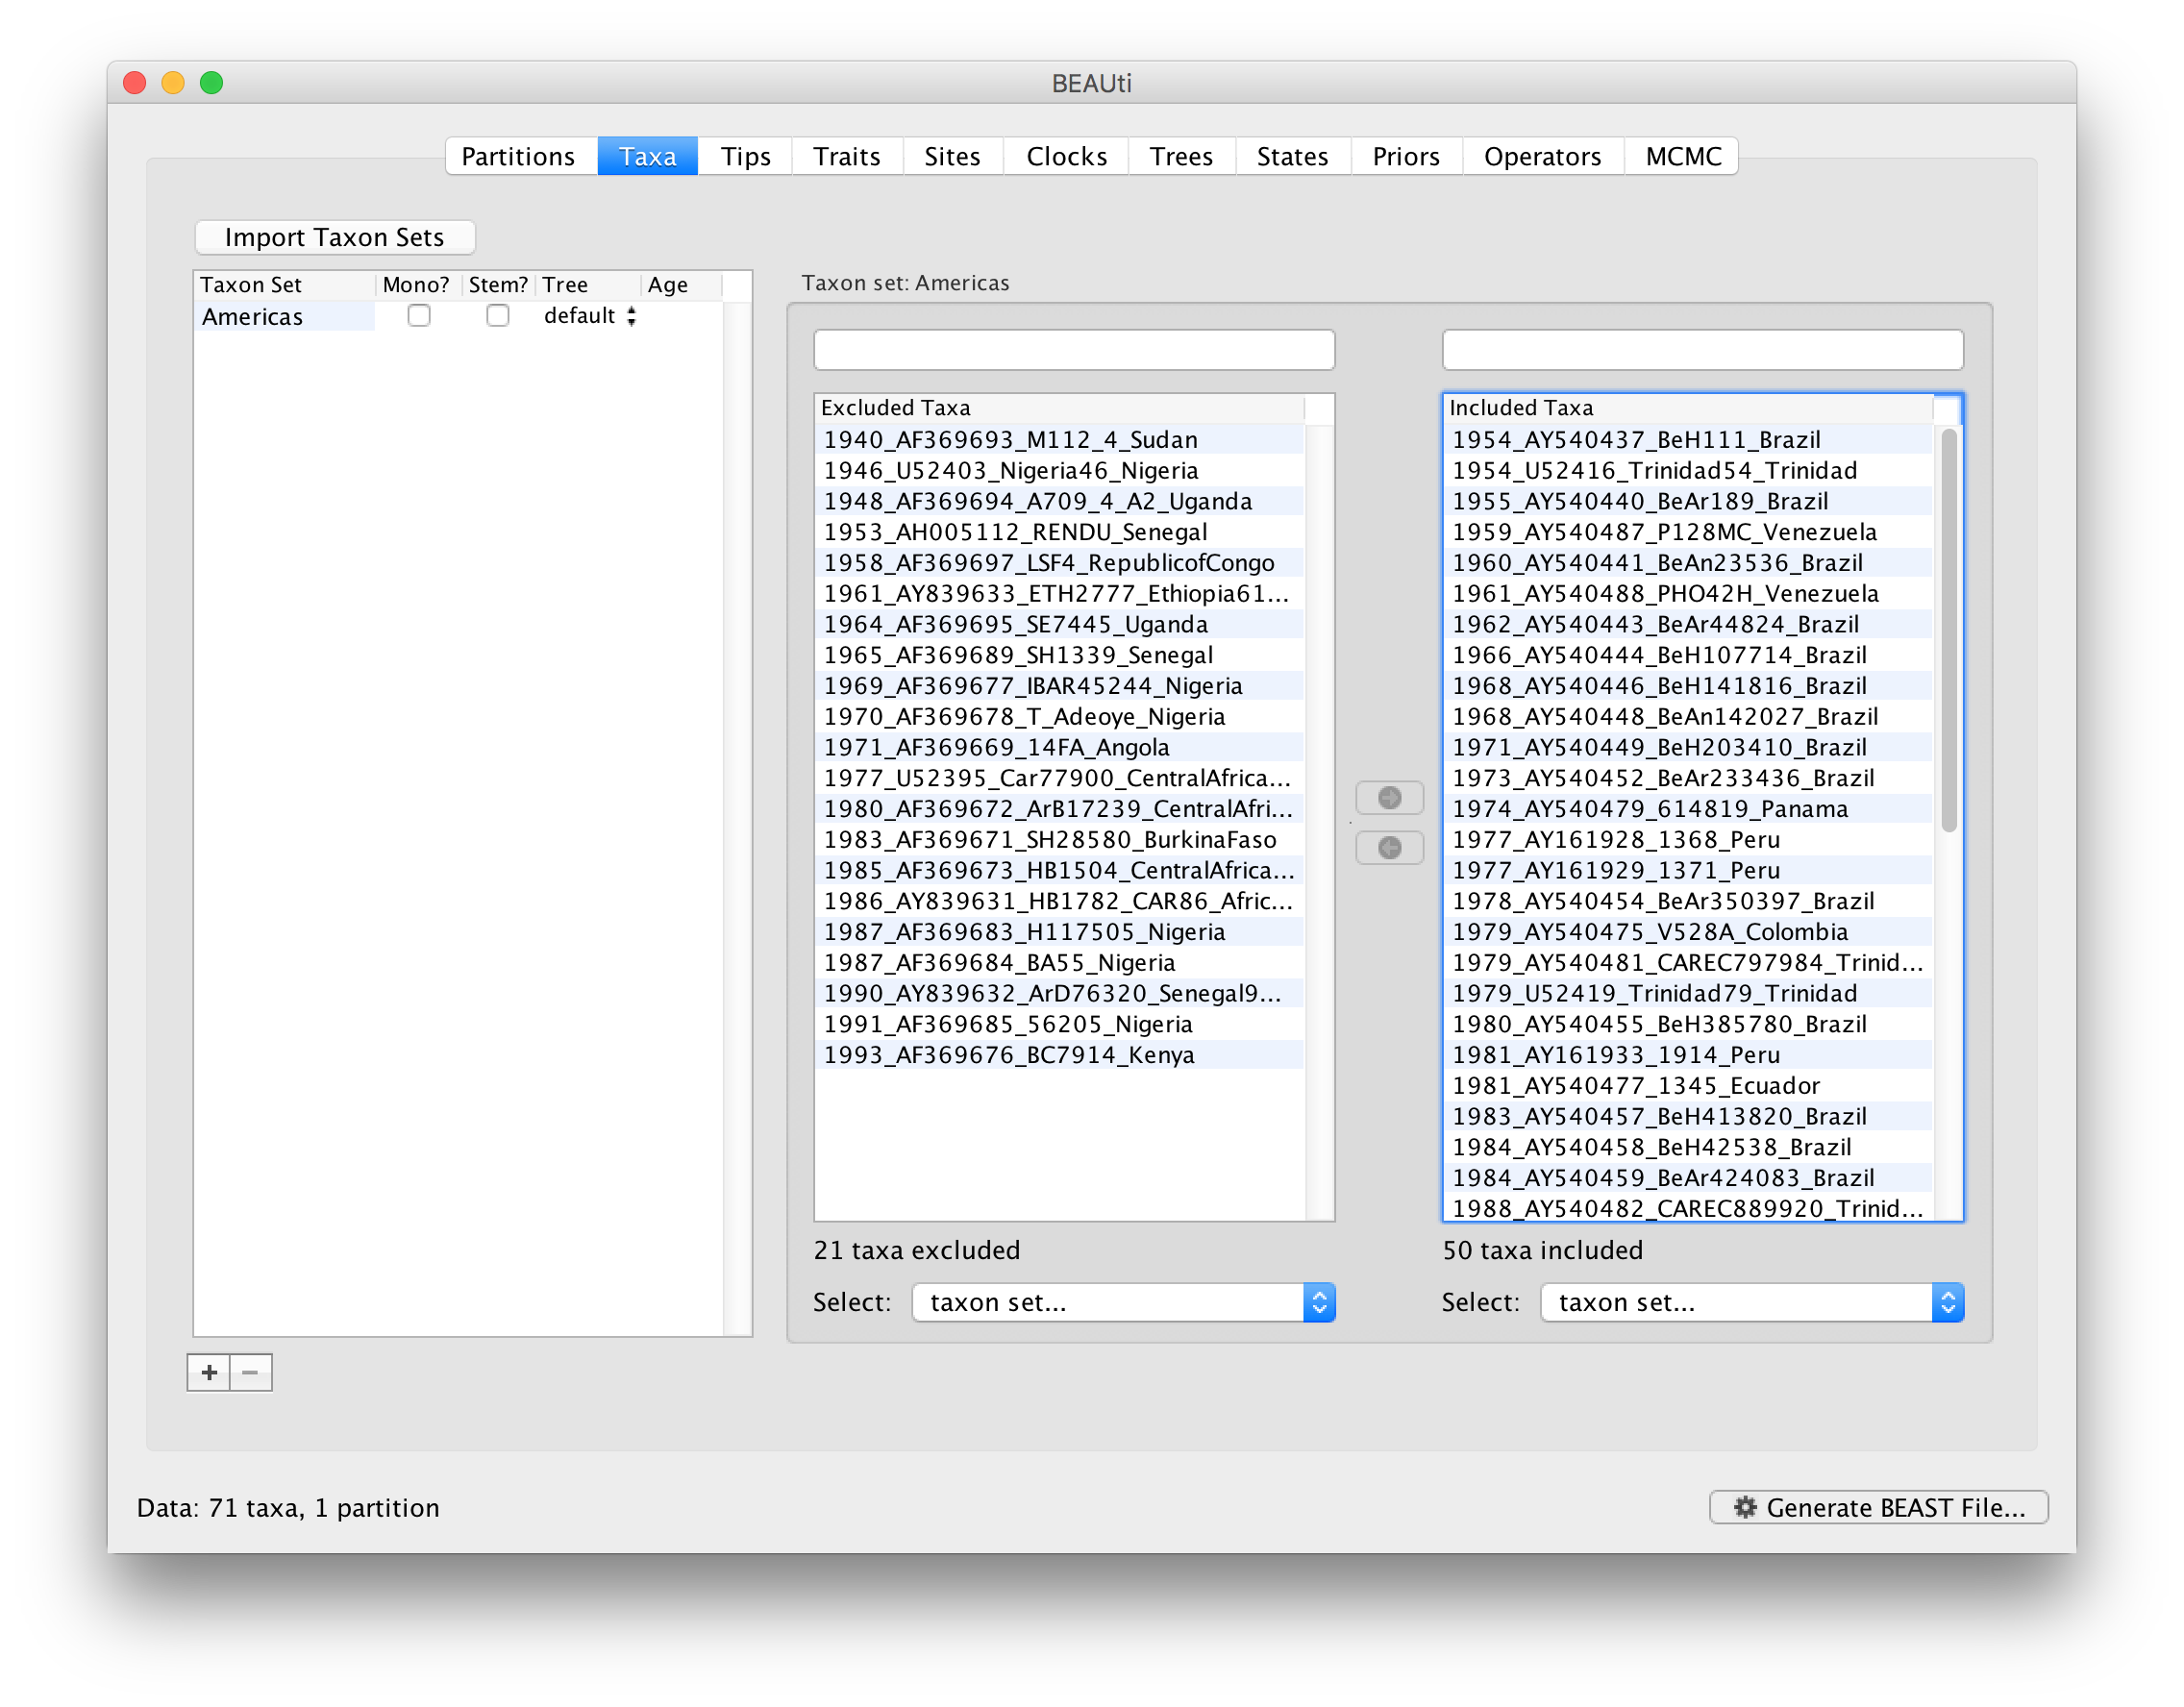 BEAUti
Partitions Taxa Tips Traits Sites Clocks Trees States Priors Operators MCMC
Import Taxon Sets
Taxon Set Mono? Stem? Tree Age
Americas default
Taxon set: Americas
Excluded Taxa
1940_AF369693_M112_4_Sudan
1946_U52403_Nigeria46_Nigeria
1948_AF369694_A709_4_A2_Uganda
1953_AH005112_RENDU_Senegal
1958_AF369697_LSF4_RepublicofCongo
1961_AY839633_ETH2777_Ethiopia61...
1964_AF369695_SE7445_Uganda
1965_AF369689_SH1339_Senegal
1969_AF369677_IBAR45244_Nigeria
1970_AF369678_T_Adeoye_Nigeria
1971_AF369669_14FA_Angola
1977_U52395_Car77900_CentralAfrica...
1980_AF369672_ArB17239_CentralAfri...
1983_AF369671_SH28580_BurkinaFaso
1985_AF369673_HB1504_CentralAfrica...
1986_AY839631_HB1782_CAR86_Afric...
1987_AF369683_H117505_Nigeria
1987_AF369684_BA55_Nigeria
1990_AY839632_ArD76320_Senegal9...
1991_AF369685_56205_Nigeria
1993_AF369676_BC7914_Kenya
21 taxa excluded
Select: taxon set...
Included Taxa
1954_AY540437_BeH111_Brazil
1954_U52416_Trinidad54_Trinidad
1955_AY540440_BeAr189_Brazil
1959_AY540487_P128MC_Venezuela
1960_AY540441_BeAn23536_Brazil
1961_AY540488_PHO42H_Venezuela
1962_AY540443_BeAr44824_Brazil
1966_AY540444_BeH107714_Brazil
1968_AY540446_BeH141816_Brazil
1968_AY540448_BeAn142027_Brazil
1971_AY540449_BeH203410_Brazil
1973_AY540452_BeAr233436_Brazil
1974_AY540479_614819_Panama
1977_AY161928_1368_Peru
1977_AY161929_1371_Peru
1978_AY540454_BeAr350397_Brazil
1979_AY540475_V528A_Colombia
1979_AY540481_CAREC797984_Trinid...
1979_U52419_Trinidad79_Trinidad
1980_AY540455_BeH385780_Brazil
1981_AY161933_1914_Peru
1981_AY540477_1345_Ecuador
1983_AY540457_BeH413820_Brazil
1984_AY540458_BeH42538_Brazil
1984_AY540459_BeAr424083_Brazil
1988_AY540482_CAREC889920_Trinid...
50 taxa included
Select: taxon set...
+ −
Data: 71 taxa, 1 partition
Generate BEAST File...